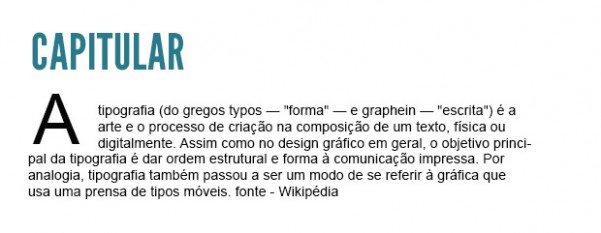 CAPITULAR
A tipografia (do gregos typos — "forma" — e graphein — "escrita") é a
arte e o processo de criação na composição de um texto, física ou
digitalmente. Assim como no design gráfico em geral, o objetivo princi-
pal da tipografia é dar ordem estrutural e forma à comunicação impressa. Por
analogia, tipografia também passou a ser um modo de se referir à gráfica que
usa uma prensa de tipos móveis. fonte - Wikipédia